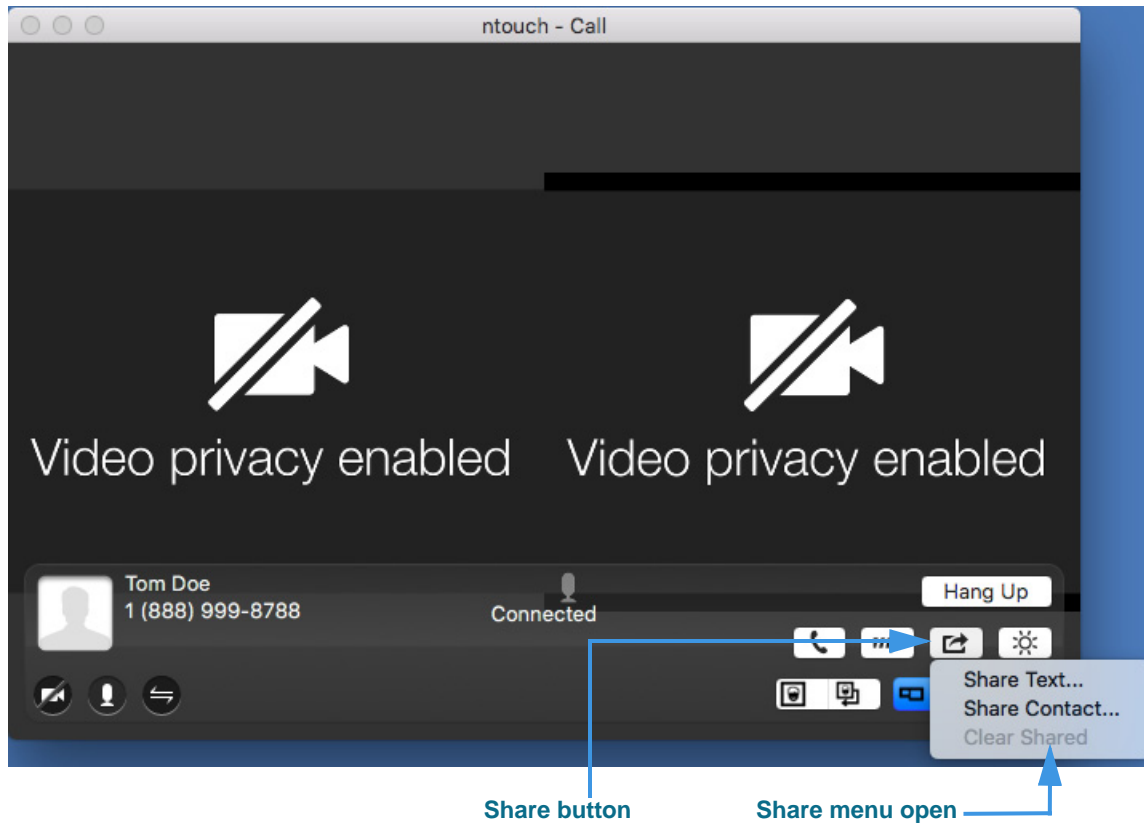 ntouch - Call
Video privacy enabled
Video privacy enabled
Tom Doe
1 (888) 999-8788
Connected
Hang Up
Share Text...
Share Contact...
Clear Shared
Share button
Share menu open